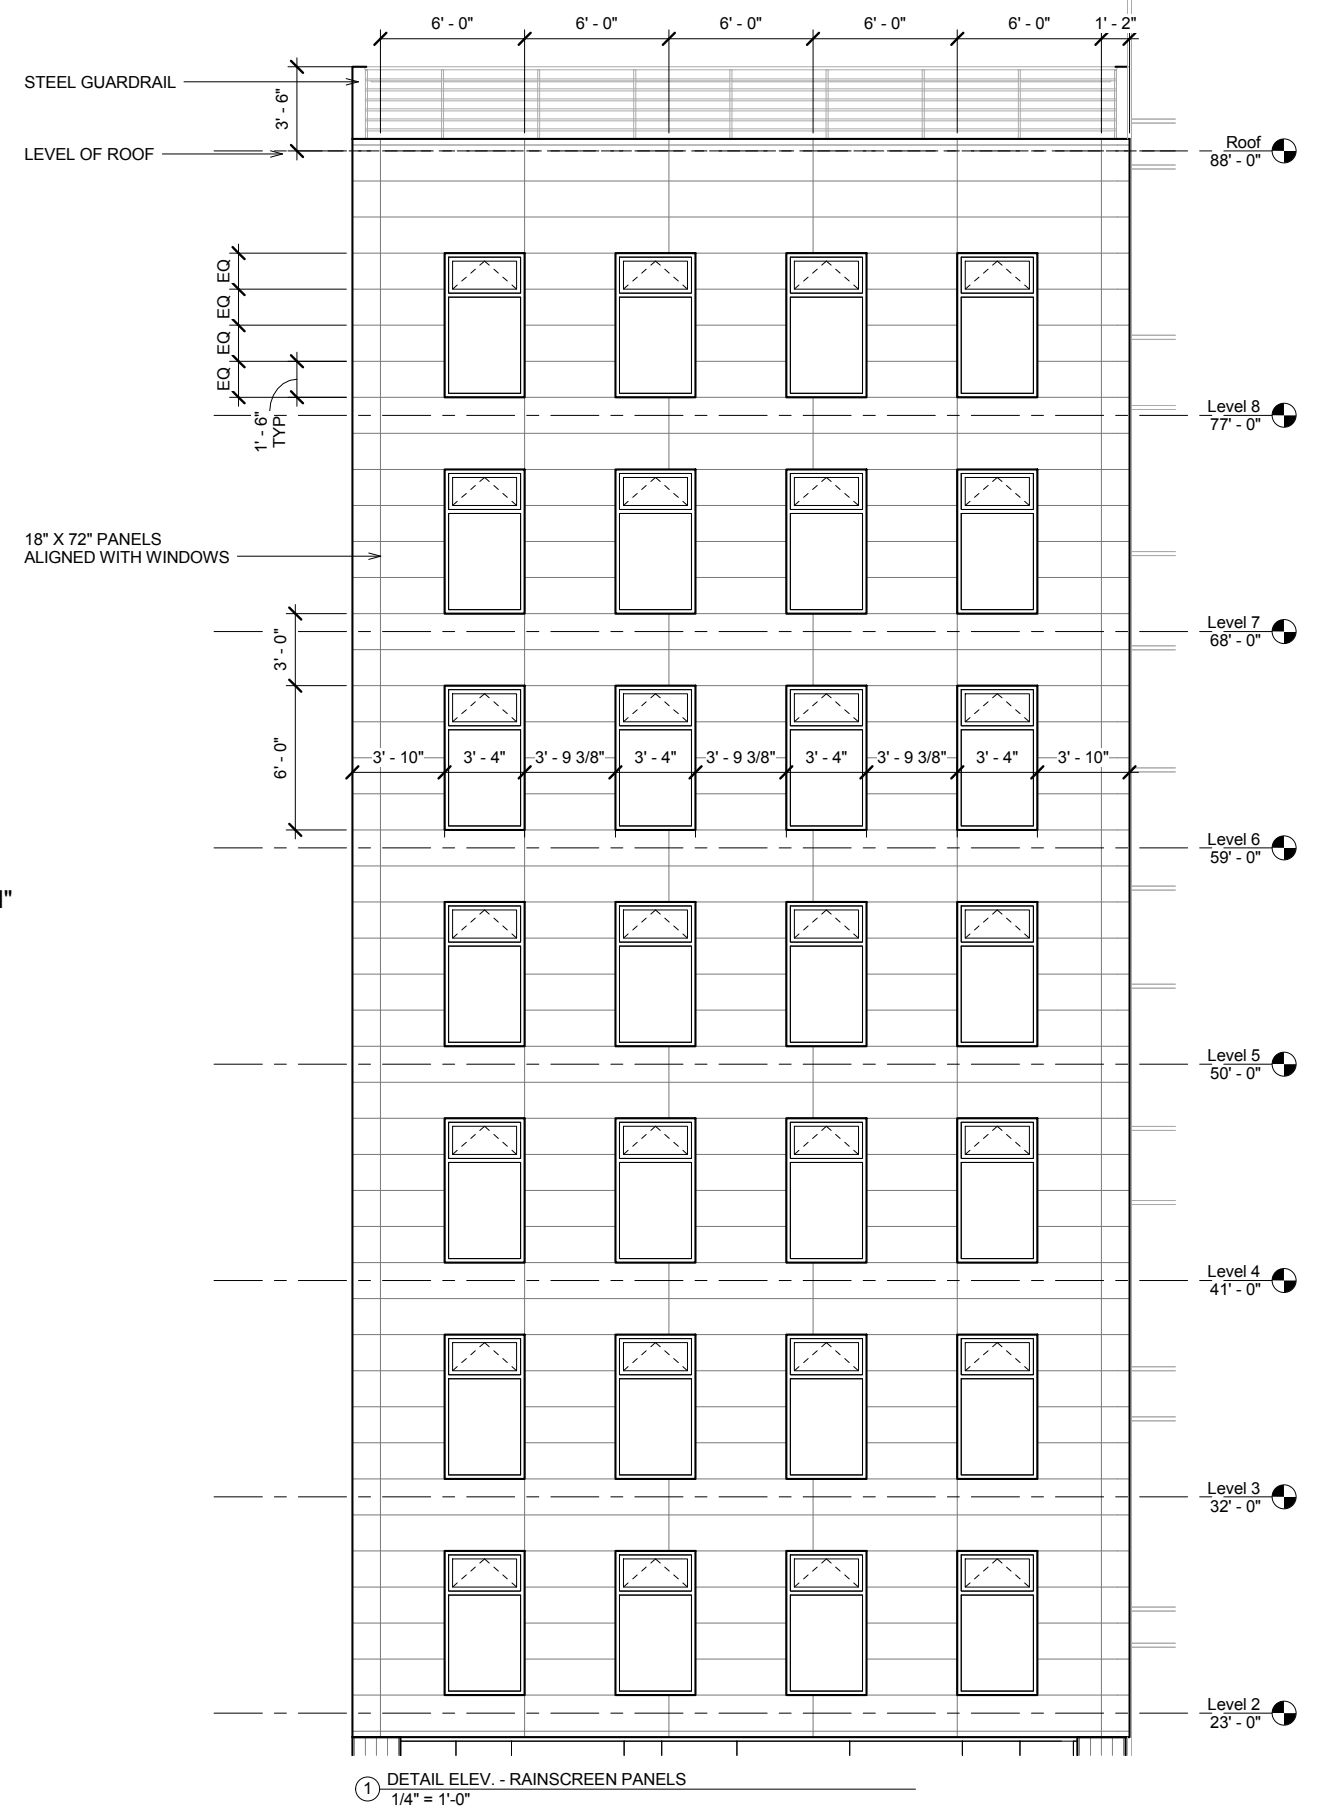 6' - 0" 6' - 0" 6' - 0" 6' - 0" 6' - 0" 1' - 2"
STEEL GUARDRAIL
3' - 6"
LEVEL OF ROOF
Roof
88' - 0"
EQ
EQ
EQ
EQ
1' - 6"
TYP
Level 8
77' - 0"
18" X 72" PANELS
ALIGNED WITH WINDOWS
Level 7
68' - 0"
3' - 0"
6' - 0"
3' - 10" 3' - 4" 3' - 9 3/8" 3' - 4" 3' - 9 3/8" 3' - 4" 3' - 9 3/8" 3' - 4" 3' - 10"
Level 6
59' - 0"
Level 5
50' - 0"
Level 4
41' - 0"
Level 3
32' - 0"
Level 2
23' - 0"
1 DETAIL ELEV. - RAINSCREEN PANELS
1/4" = 1'-0"